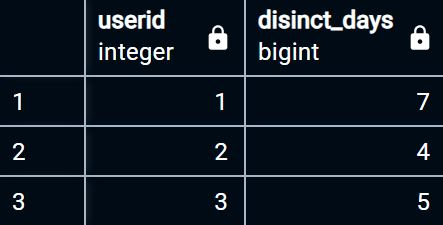 userid disinct_days
integer bigint
1 1 7
2 2 4
3 3 5